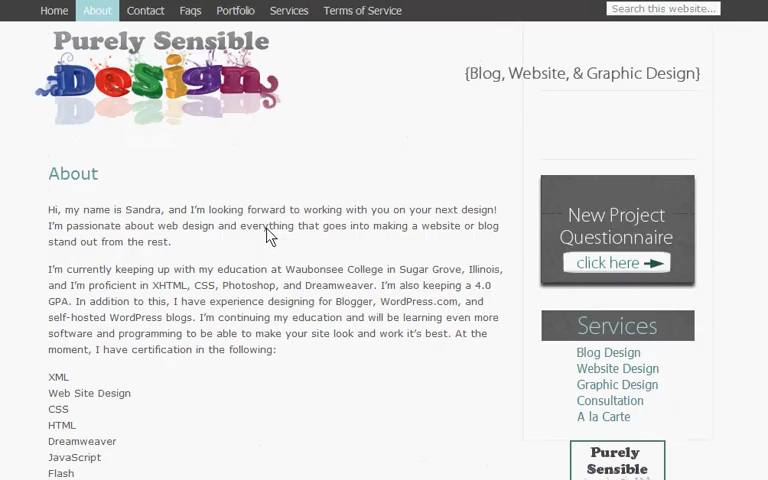 Home About Contact Faqs Portfolio Services Terms of Service Search this website...
Purely Sensible
Design
{Blog, Website, & Graphic Design}
About
Hi, my name is Sandra, and I'm looking forward to working with you on your next design!
I'm passionate about web design and everything that goes into making a website or blog
stand out from the rest.
I'm currently keeping up with my education at Waubonsee College in Sugar Grove, Illinois,
and I'm proficient in XHTML, CSS, Photoshop, and Dreamweaver. I'm also keeping a 4.0
GPA. In addition to this, I have experience designing for Blogger, WordPress.com, and
self-hosted WordPress blogs. I'm continuing my education and will be learning even more
software and programming to be able to make your site look and work it's best. At the
moment, I have certification in the following:
XML
Web Site Design
CSS
HTML
Dreamweaver
JavaScript
Flash
New Project
Questionnaire
click here
Services
Blog Design
Website Design
Graphic Design
Consultation
A la Carte
Purely
Sensible